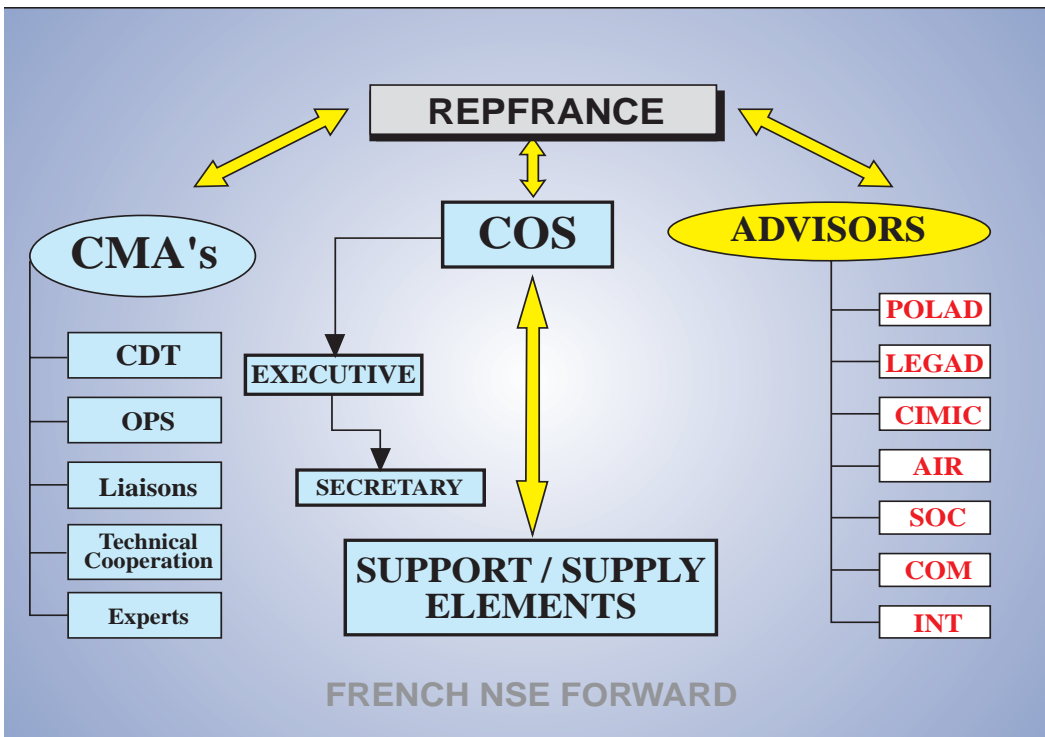 REPFRANCE
CMA's
COS
ADVISORS
CDT
OPS
Liaisons
Technical
Cooperation
Experts
EXECUTIVE
SECRETARY
SUPPORT / SUPPLY
ELEMENTS
POLAD
LEGAD
CIMIC
AIR
SOC
COM
INT
FRENCH NSE FORWARD